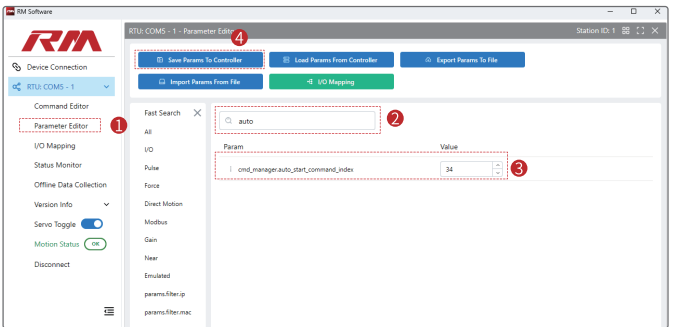 RM Software
RM
Device Connection
RTU: COM5 - 1
Command Editor
Parameter Editor
1
I/O Mapping
Status Monitor
Offline Data Collection
Version Info
Servo Toggle
Motion Status OK
Disconnect
RTU: COM5 - 1 - Parameter Editor
Station ID: 1
4
Save Params To Controller
Load Params From Controller
Export Params To File
Import Params From File
I/O Mapping
Fast Search
All
I/O
Pulse
Force
Direct Motion
Modbus
Gain
Near
Emulated
params.filter.ip
params.filter.mac
auto
2
Param Value
cmd_manager.auto_start_command_index 34
3